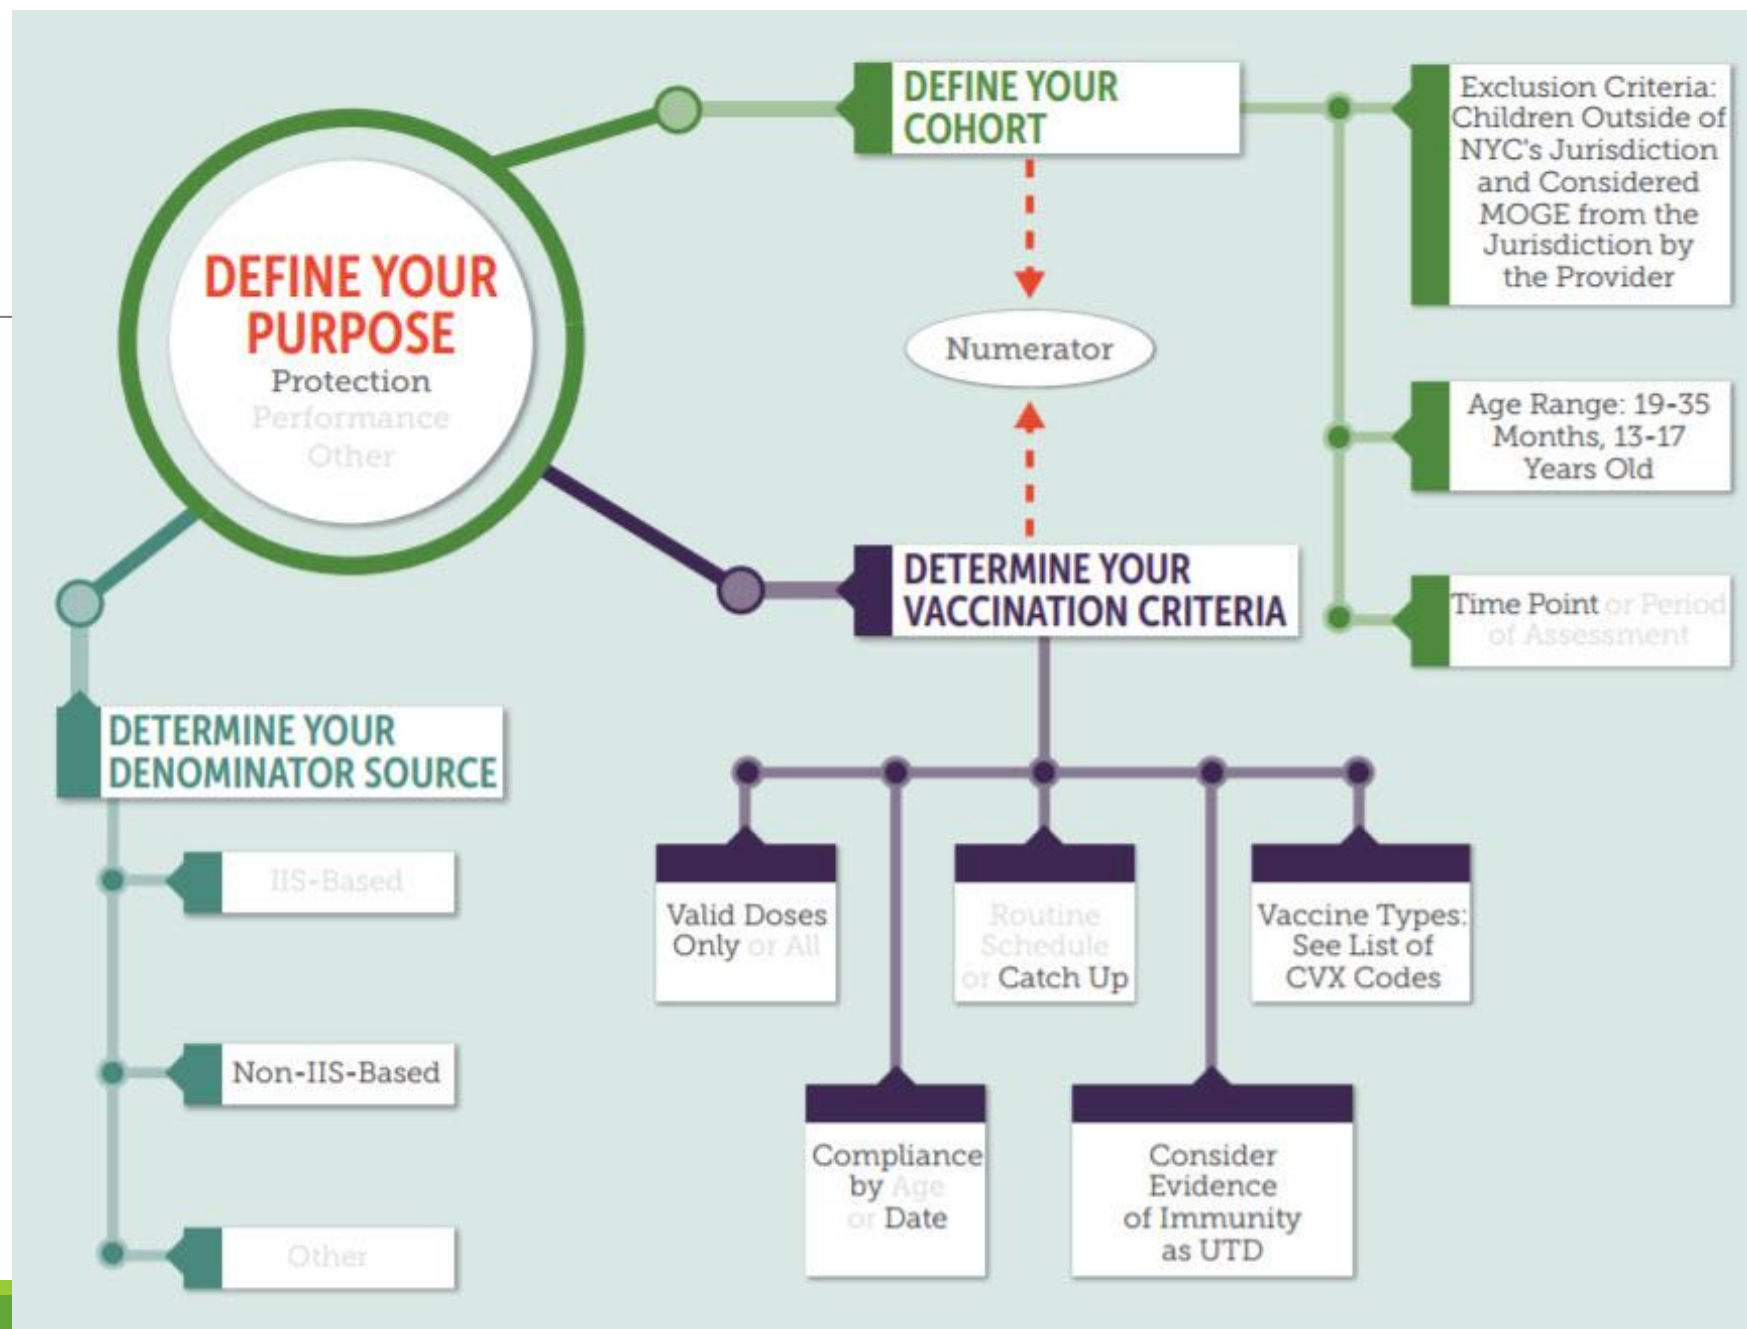 DEFINE YOUR
PURPOSE
Protection
Performance
Other
DEFINE YOUR
COHORT
Exclusion Criteria:
Children Outside of
NYC's Jurisdiction
and Considered
MOGE from the
Jurisdiction by
the Provider
Age Range: 19-35
Months, 13-17
Years Old
Time Point or Period
of Assessment
Numerator
DETERMINE YOUR
VACCINATION CRITERIA
Valid Doses
Only or All
Compliance
by Age
or Date
Routine
Schedule
or Catch Up
Consider
Evidence
of Immunity
as UTD
Vaccine Types:
See List of
CVX Codes
DETERMINE YOUR
DENOMINATOR SOURCE
IIS-Based
Non-IIS-Based
Other